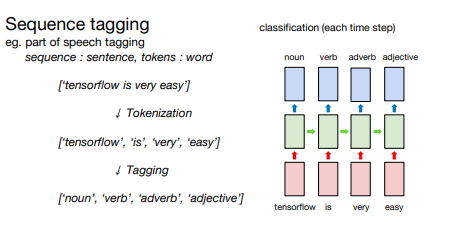 Sequence tagging
eg. part of speech tagging
sequence : sentence, tokens : word
[‘tensorflow is very easy’]
↓ Tokenization
[‘tensorflow’, ‘is’, ‘very’, ‘easy’]
↓ Tagging
[‘noun’, ‘verb’, ‘adverb’, ‘adjective’]
classification (each time step)
noun verb adverb adjective
tensorflow is very easy